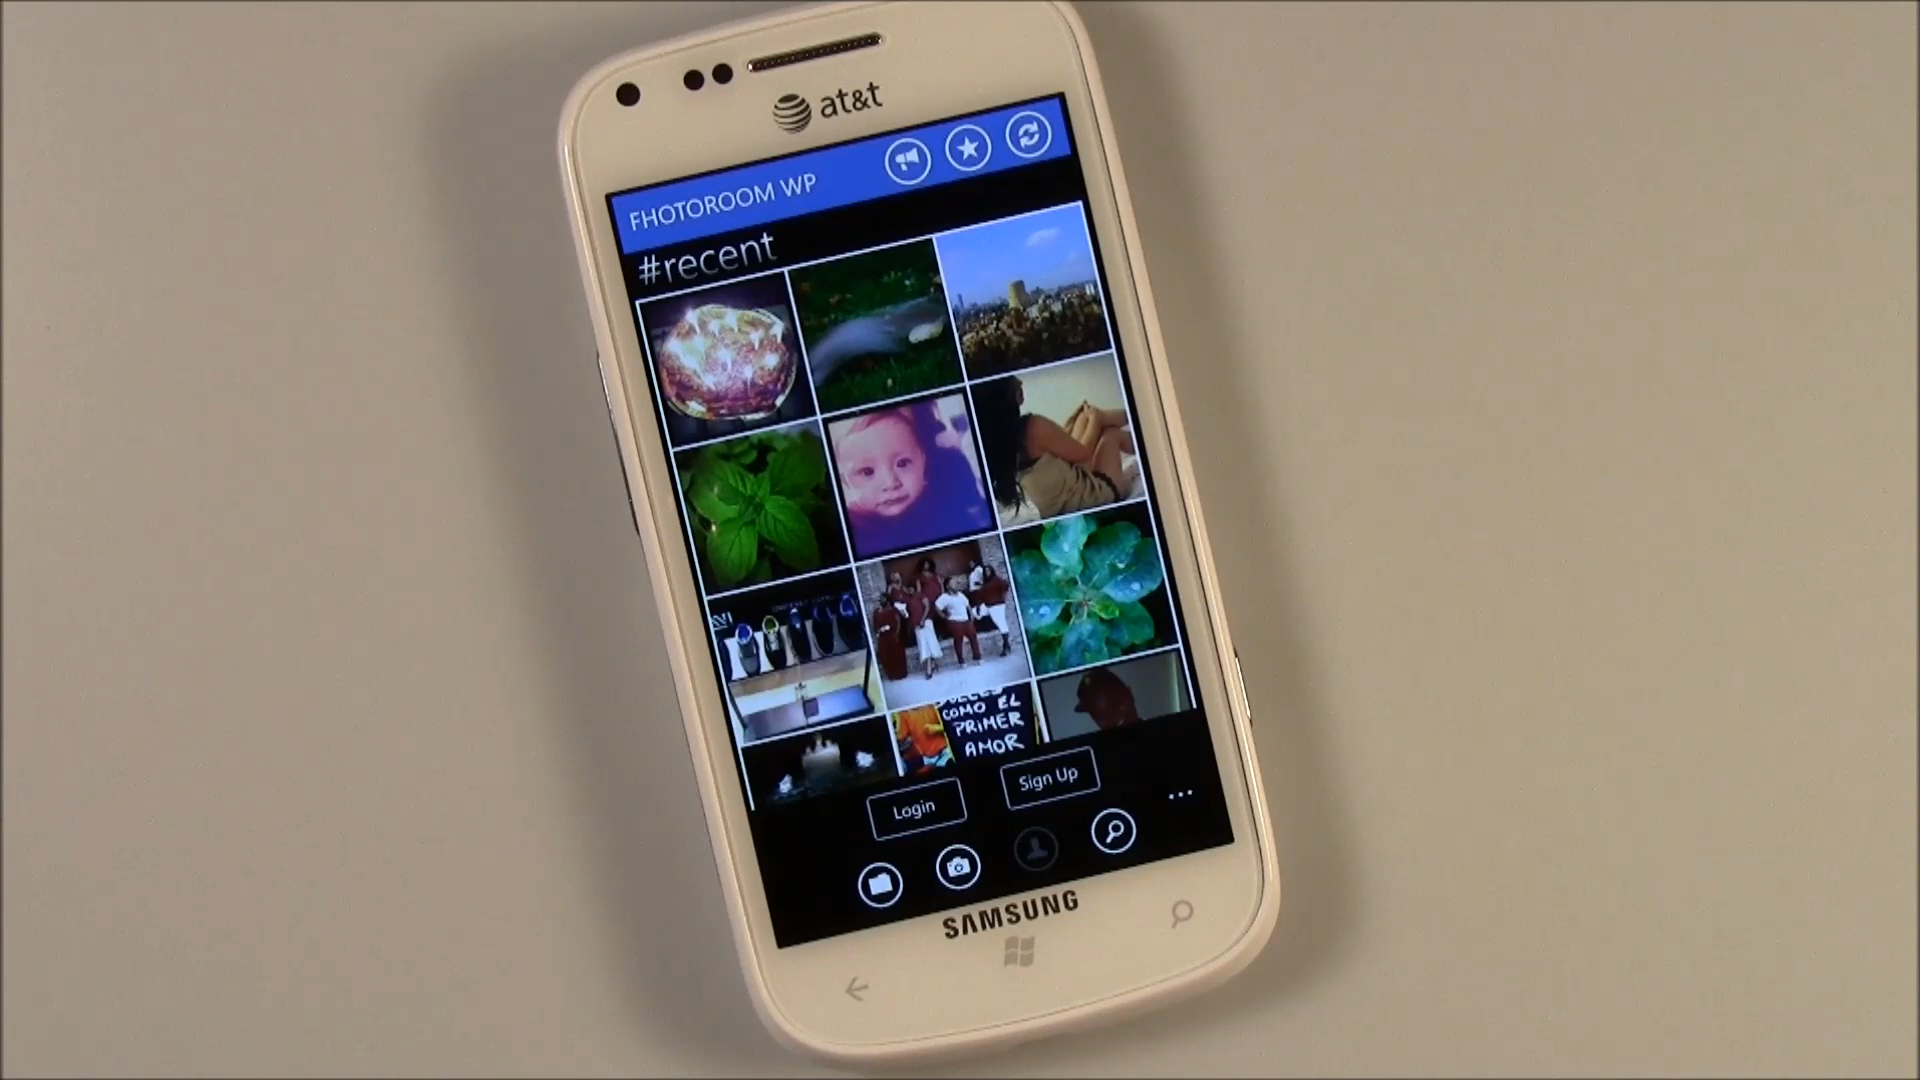 at&t
FHOTOROOM WP
#recent
COMO EL
PRIMER
AMOR
Login
Sign Up
...
SAMSUNG